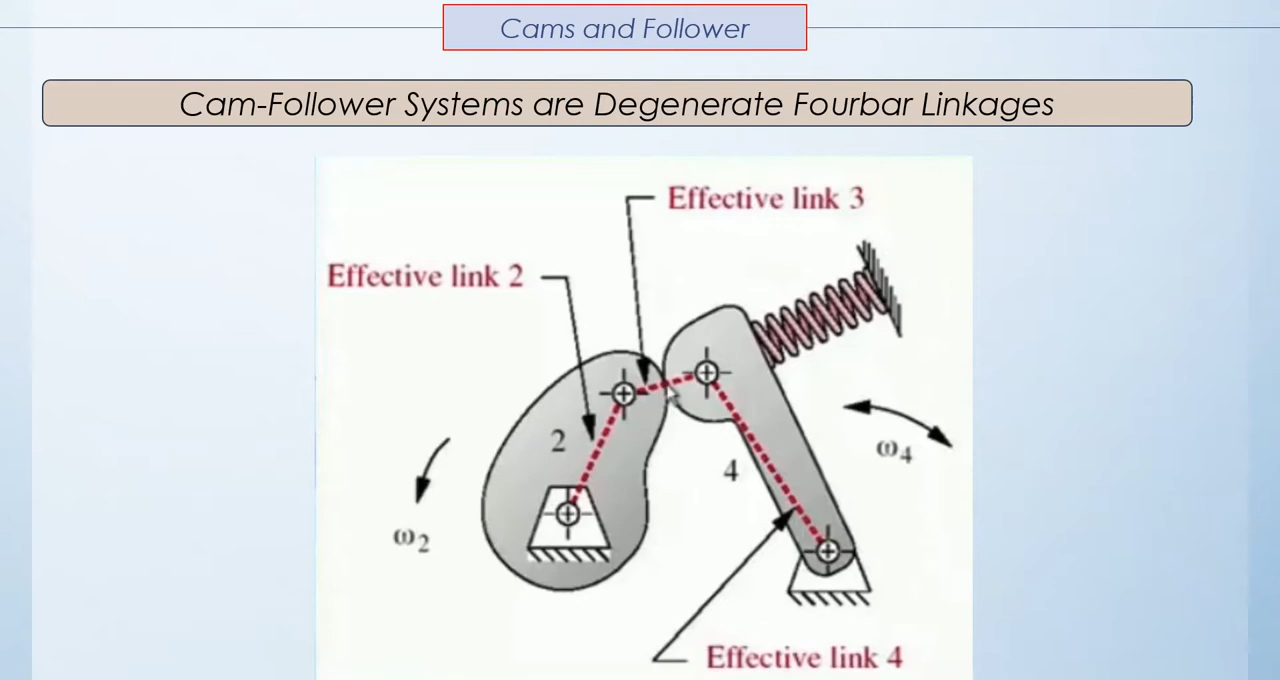 Cams and Follower
Cam-Follower Systems are Degenerate Fourbar Linkages
Effective link 3
Effective link 2
2
4
ω4
ω2
Effective link 4